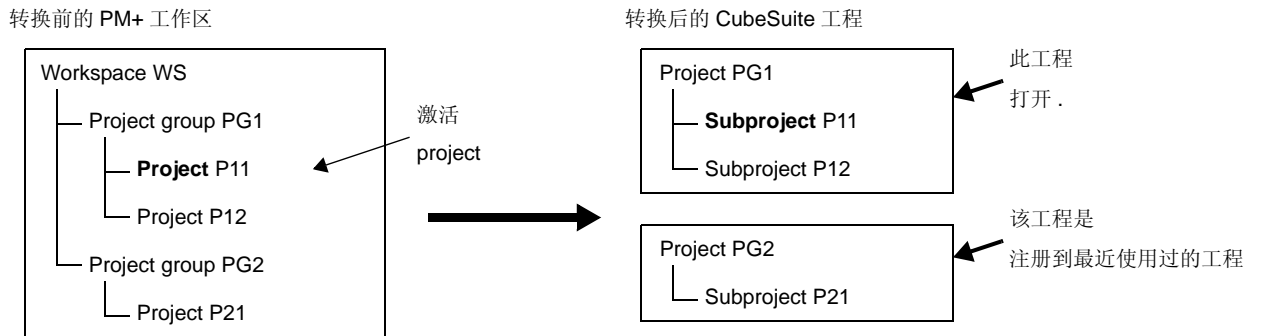 转换前的 PM+ 工作区
Workspace WS
Project group PG1
Project P11
Project P12
Project group PG2
Project P21
激活
project
转换后的 CubeSuite 工程
Project PG1
Subproject P11
Subproject P12
此工程
打开 .
Project PG2
Subproject P21
该工程是
注册到最近使用过的工程